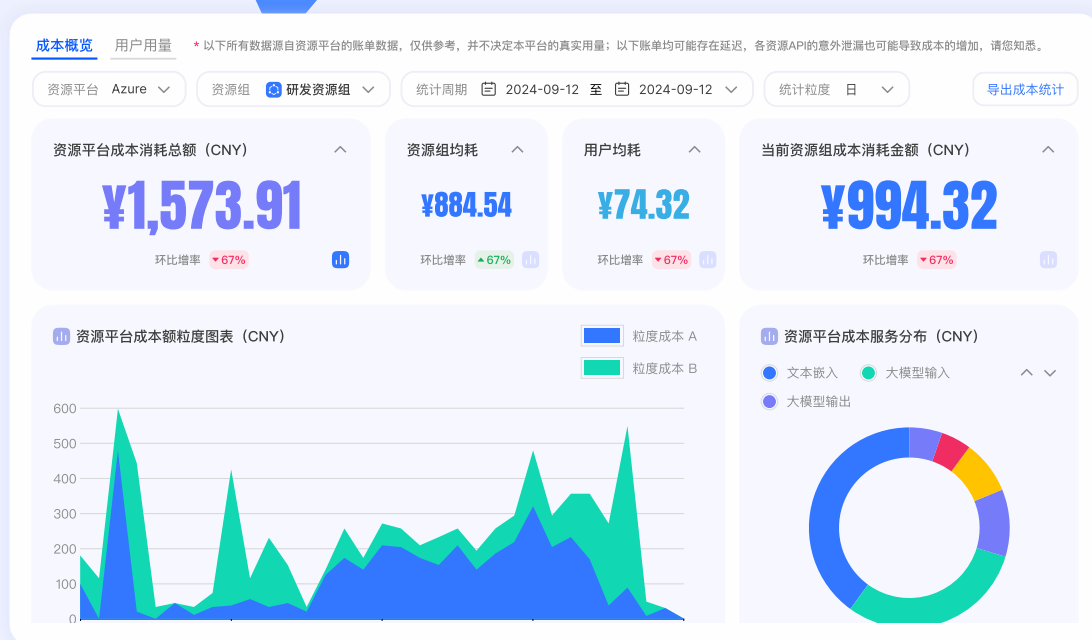 成本概览 用户用量 * 以下所有数据源自资源平台的账单数据，仅供参考，并不决定本平台的真实用量；以下账单均可能存在延迟，各资源API的意外泄漏也可能导致成本的增加，请您知悉。
资源平台 Azure 资源组 研发资源组 统计周期 2024-09-12 至 2024-09-12 统计粒度 日 导出成本统计
资源平台成本消耗总额（CNY） 资源组均耗 用户均耗 当前资源组成本消耗金额（CNY）
¥1,573.91 ¥884.54 ¥74.32 ¥994.32
环比增率 67% 环比增率 67% 环比增率 67% 环比增率 67%
资源平台成本额粒度图表（CNY） 粒度成本 A 资源平台成本服务分布（CNY）
粒度成本 B 文本嵌入 大模型输入
大模型输出
600
500
400
300
200
100
0